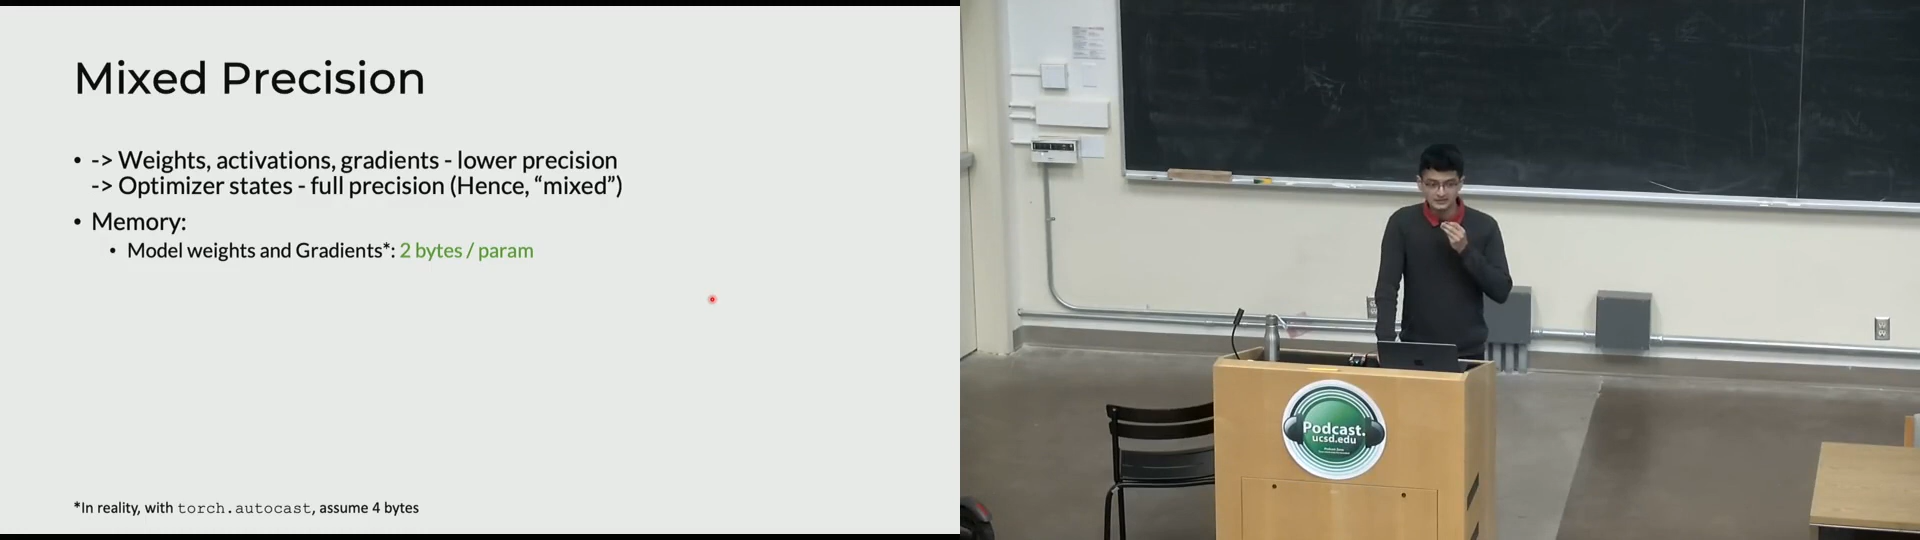 Mixed Precision
• -> Weights, activations, gradients - lower precision
-> Optimizer states - full precision (Hence, “mixed”)
• Memory:
• Model weights and Gradients*: 2 bytes / param
*In reality, with torch.autocast, assume 4 bytes
Podcast.
ucsd.edu